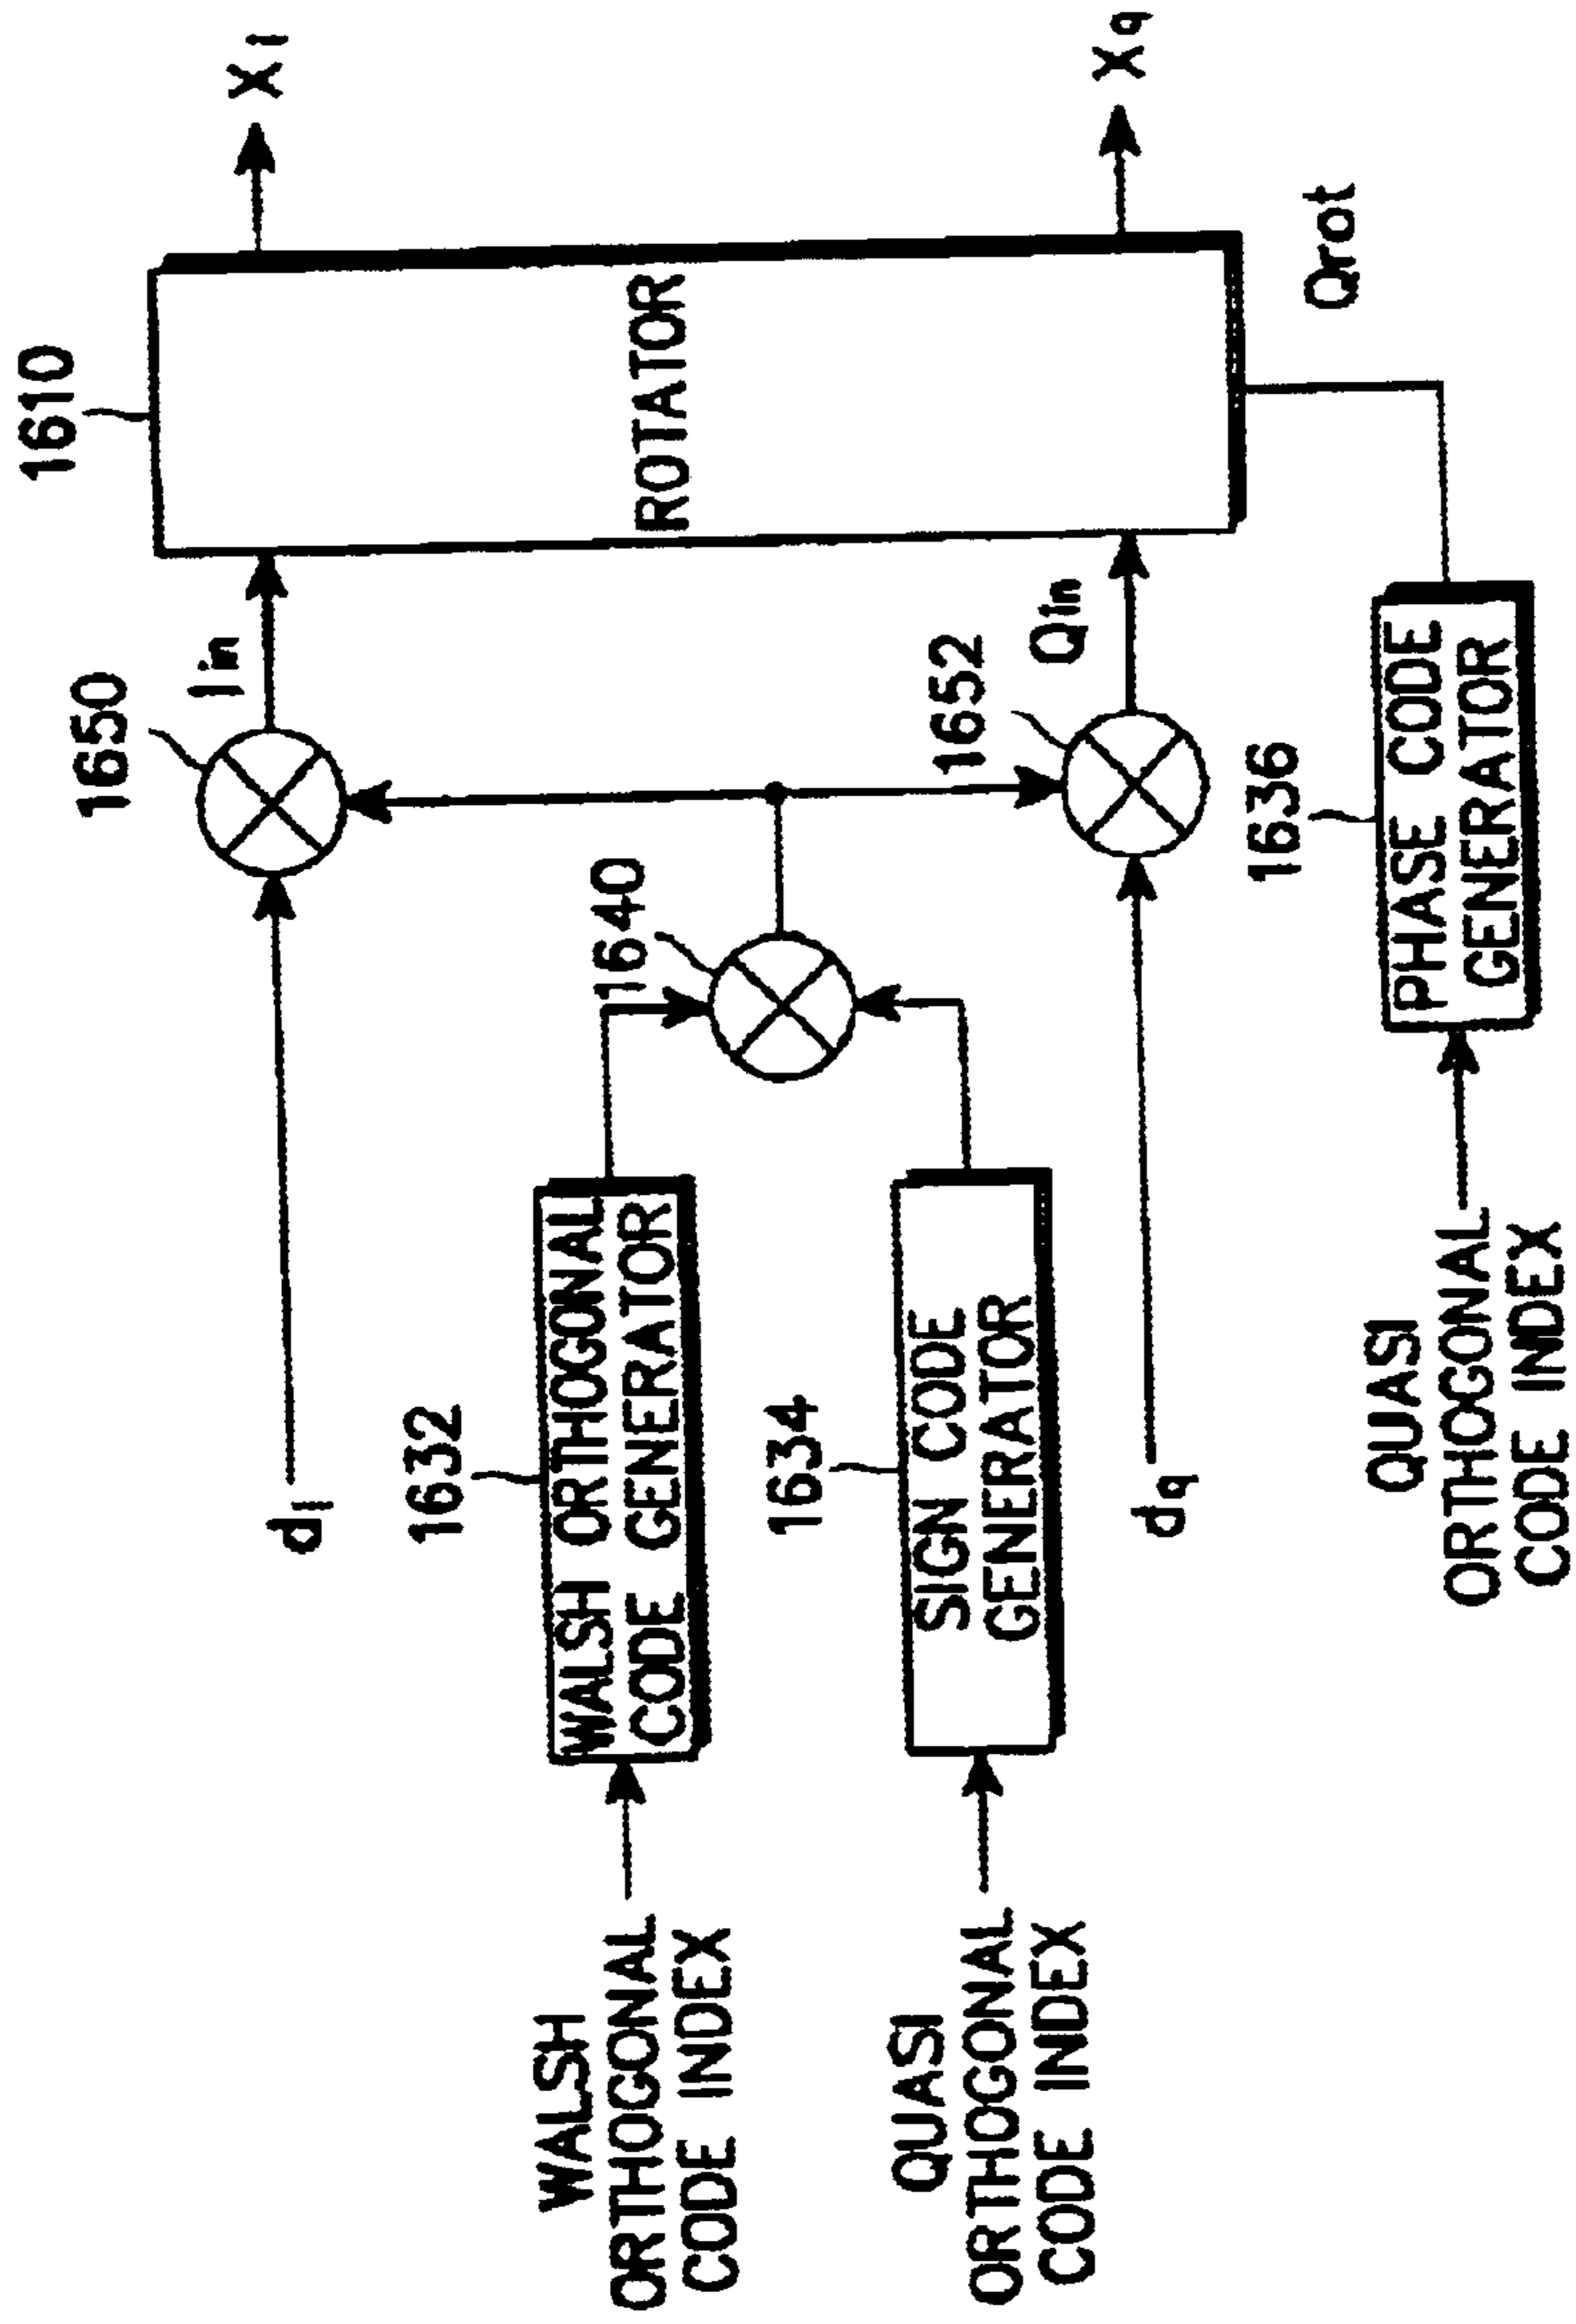 1610
1650
Iin
XI
di
1632
WALSH
ORTHOGONAL
CODE INDEX
WALSH ORTHOGONAL
CODE GENERATOR
1640
ROTATOR
1634
QUASI
ORTHOGONAL
CODE INDEX
SIGN CODE
GENERATOR
1652
Qin
Xq
dq
1636
QUASI
ORTHOGONAL
CODE INDEX
PHASE CODE
GENERATOR
Qrot